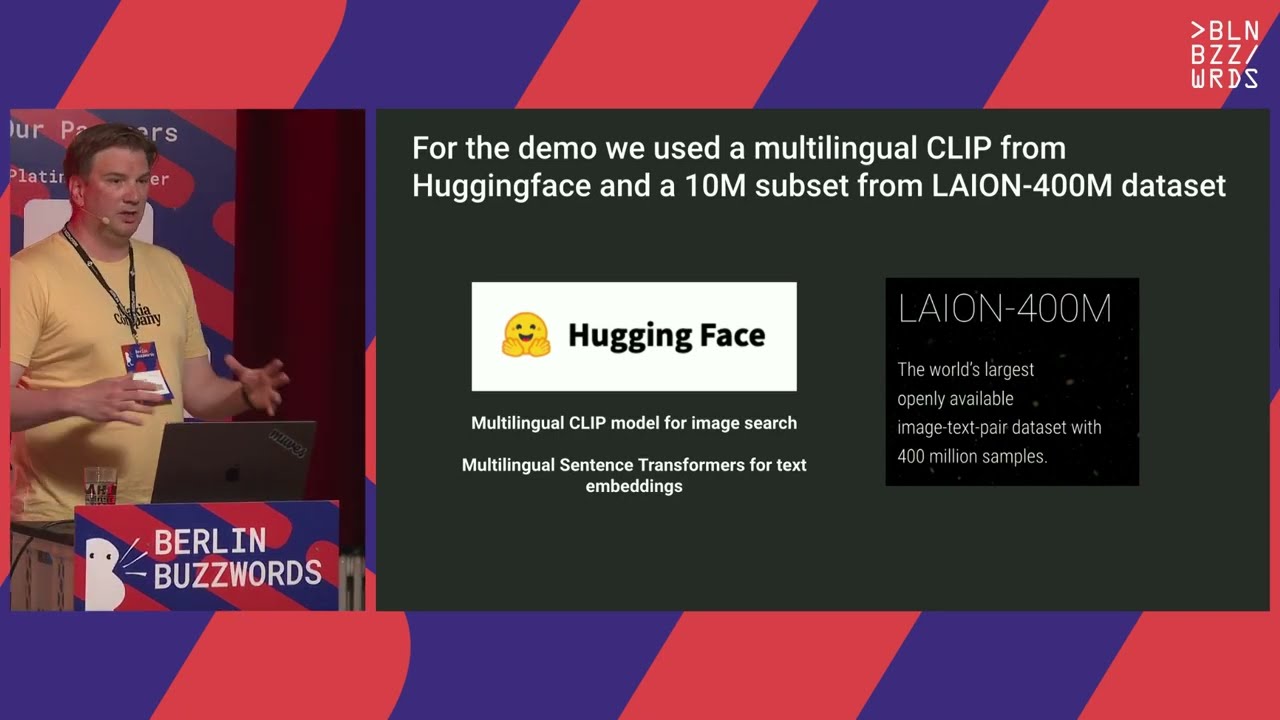 >BLN
BZZ/
WRDS
Our Pa ers
Platin er
company
BERLIN
BUZZWORDS
For the demo we used a multilingual CLIP from
Huggingface and a 10M subset from LAION-400M dataset
Hugging Face
Multilingual CLIP model for image search
Multilingual Sentence Transformers for text
embeddings
LAION-400M
The world's largest
openly available
image-text-pair dataset with
400 million samples.